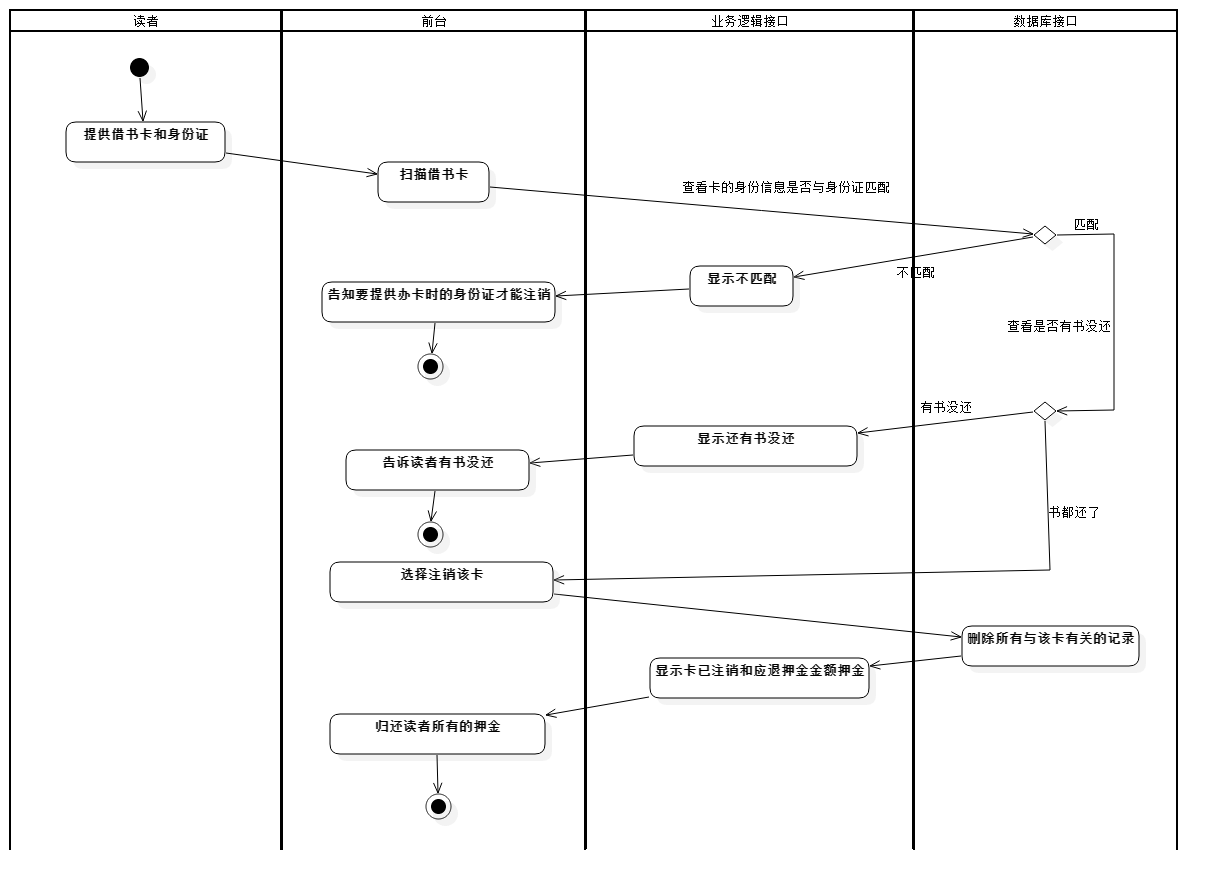 读者
前台
业务逻辑接口
数据库接口
提供借书卡和身份证
扫描借书卡
查看卡的身份信息是否与身份证匹配
匹配
不匹配
显示不匹配
告知要提供办卡时的身份证才能注销
查看是否有书没还
有书没还
显示还有书没还
告诉读者有书没还
书都还了
选择注销该卡
删除所有与该卡有关的记录
显示卡已注销和应退押金金额押金
归还读者所有的押金